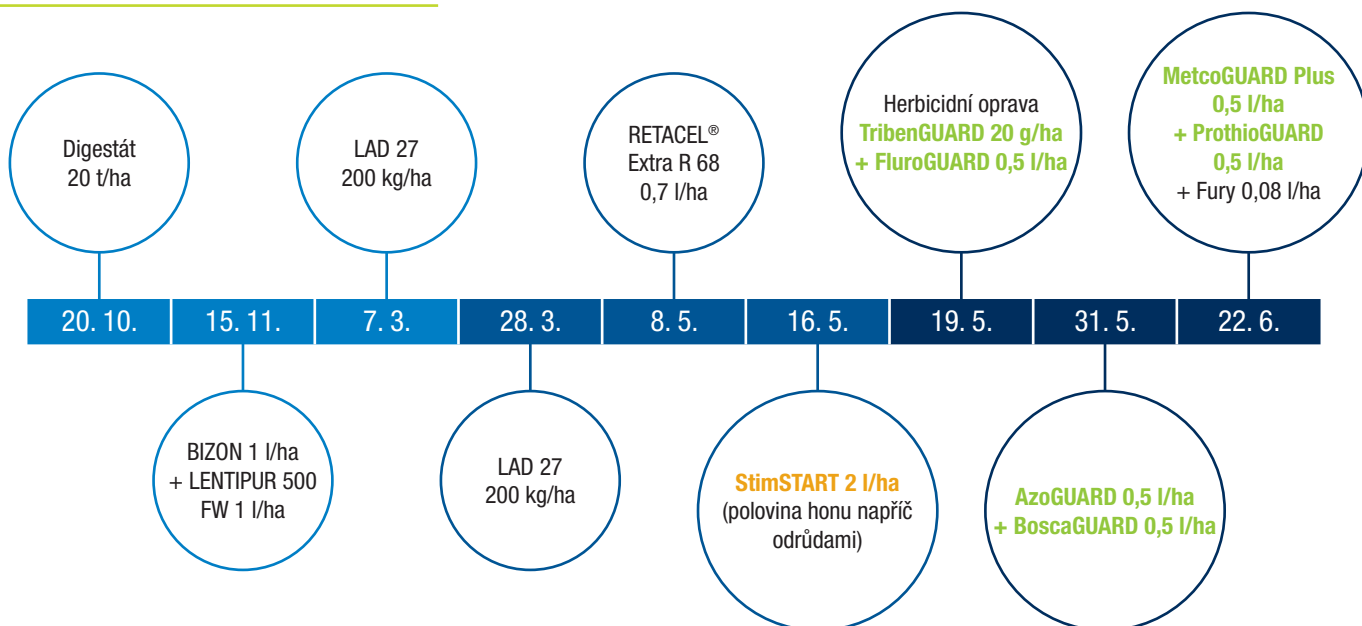 Digestát
20 t/ha
LAD 27
200 kg/ha
RETACEL®
Extra R 68
0,7 l/ha
Herbicidní oprava
TribenGUARD 20 g/ha
+ FluroGUARD 0,5 l/ha
MetcoGUARD Plus
0,5 l/ha
+ ProthioGUARD
0,5 l/ha
+ Fury 0,08 l/ha
20. 10.
15. 11.
7. 3.
28. 3.
8. 5.
16. 5.
19. 5.
31. 5.
22. 6.
BIZON 1 l/ha
+ LENTIPUR 500
FW 1 l/ha
LAD 27
200 kg/ha
StimSTART 2 l/ha
(polovina honu napříč
odrůdami)
AzoGUARD 0,5 l/ha
+ BoscaGUARD 0,5 l/ha